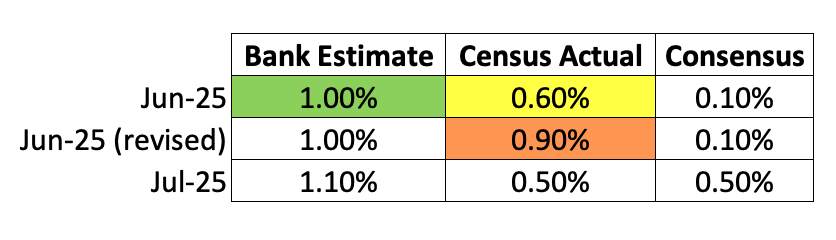 Bank Estimate Census Actual Consensus
Jun-25 1.00% 0.60% 0.10%
Jun-25 (revised) 1.00% 0.90% 0.10%
Jul-25 1.10% 0.50% 0.50%